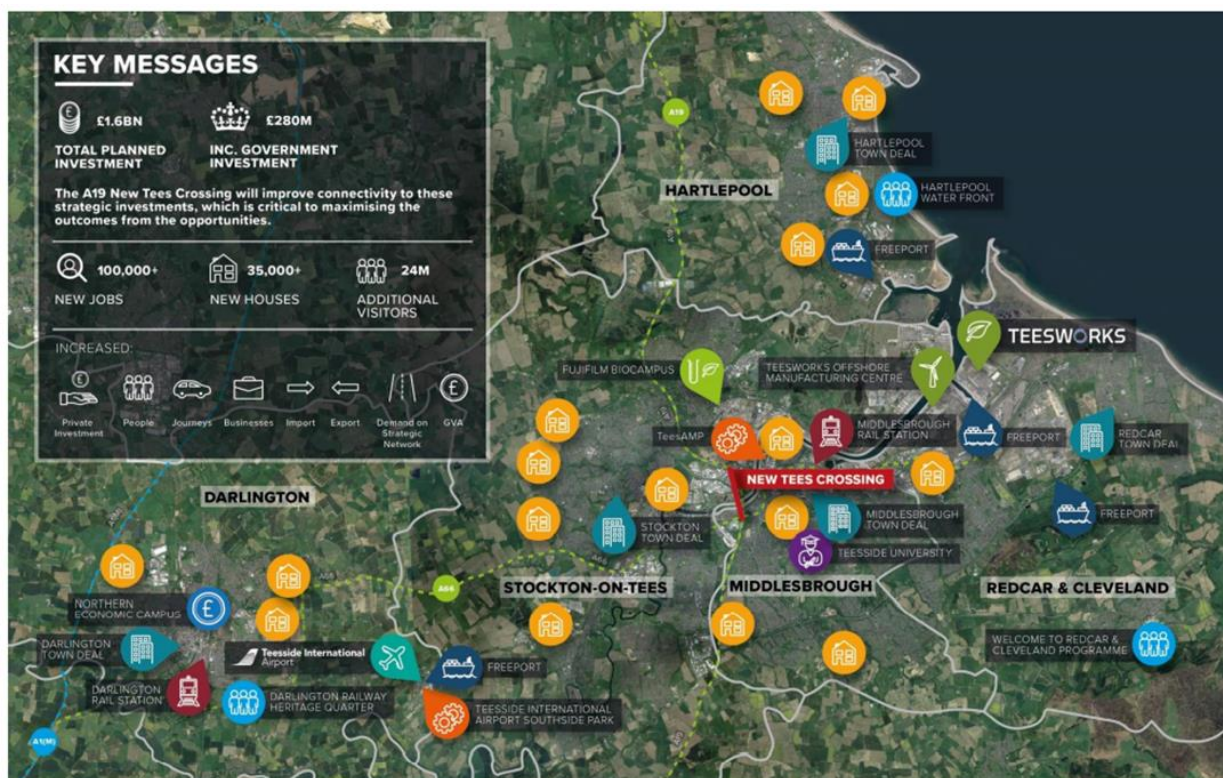 KEY MESSAGES
£1.6BN
TOTAL PLANNED
INVESTMENT
£280M
INC. GOVERNMENT
INVESTMENT
The A19 New Tees Crossing will improve connectivity to these
strategic investments, which is critical to maximising the
outcomes from the opportunities.
100,000+
NEW JOBS
35,000+
NEW HOUSES
24M
ADDITIONAL
VISITORS
INCREASED:
Private
Investment
People
Journeys
Businesses
Import
Export
Demand on
Strategic
Network
GVA
A19
HARTLEPOOL
TOWN DEAL
HARTLEPOOL
HARTLEPOOL
WATER FRONT
FREEPORT
TEESWORKS
FUJIFILM BIOCAMPUS
TEESWORKS OFFSHORE
MANUFACTURING CENTRE
TeesAMP
MIDDLESBROUGH
RAIL STATION
FREEPORT
REDCAR
TOWN DEAL
NEW TEES CROSSING
DARLINGTON
STOCKTON
TOWN DEAL
MIDDLESBROUGH
TOWN DEAL
FREEPORT
TEESSIDE UNIVERSITY
A66
STOCKTON-ON-TEES
MIDDLESBROUGH
REDCAR & CLEVELAND
NORTHERN
ECONOMIC CAMPUS
DARLINGTON
TOWN DEAL
Teesside International
Airport
FREEPORT
WELCOME TO REDCAR &
CLEVELAND PROGRAMME
DARLINGTON
RAIL STATION
DARLINGTON RAILWAY
HERITAGE QUARTER
TEESSIDE INTERNATIONAL
AIRPORT SOUTHSIDE PARK
A1(M)